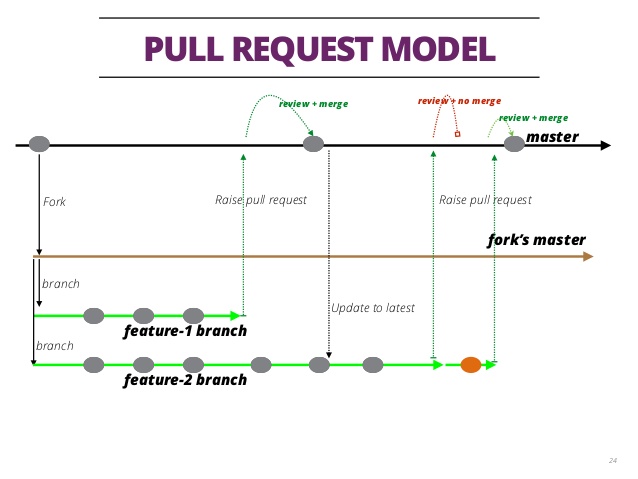 PULL REQUEST MODEL
review + merge
review + no merge
review + merge
master
Fork
Raise pull request
Raise pull request
fork's master
branch
Update to latest
feature-1 branch
branch
feature-2 branch
24